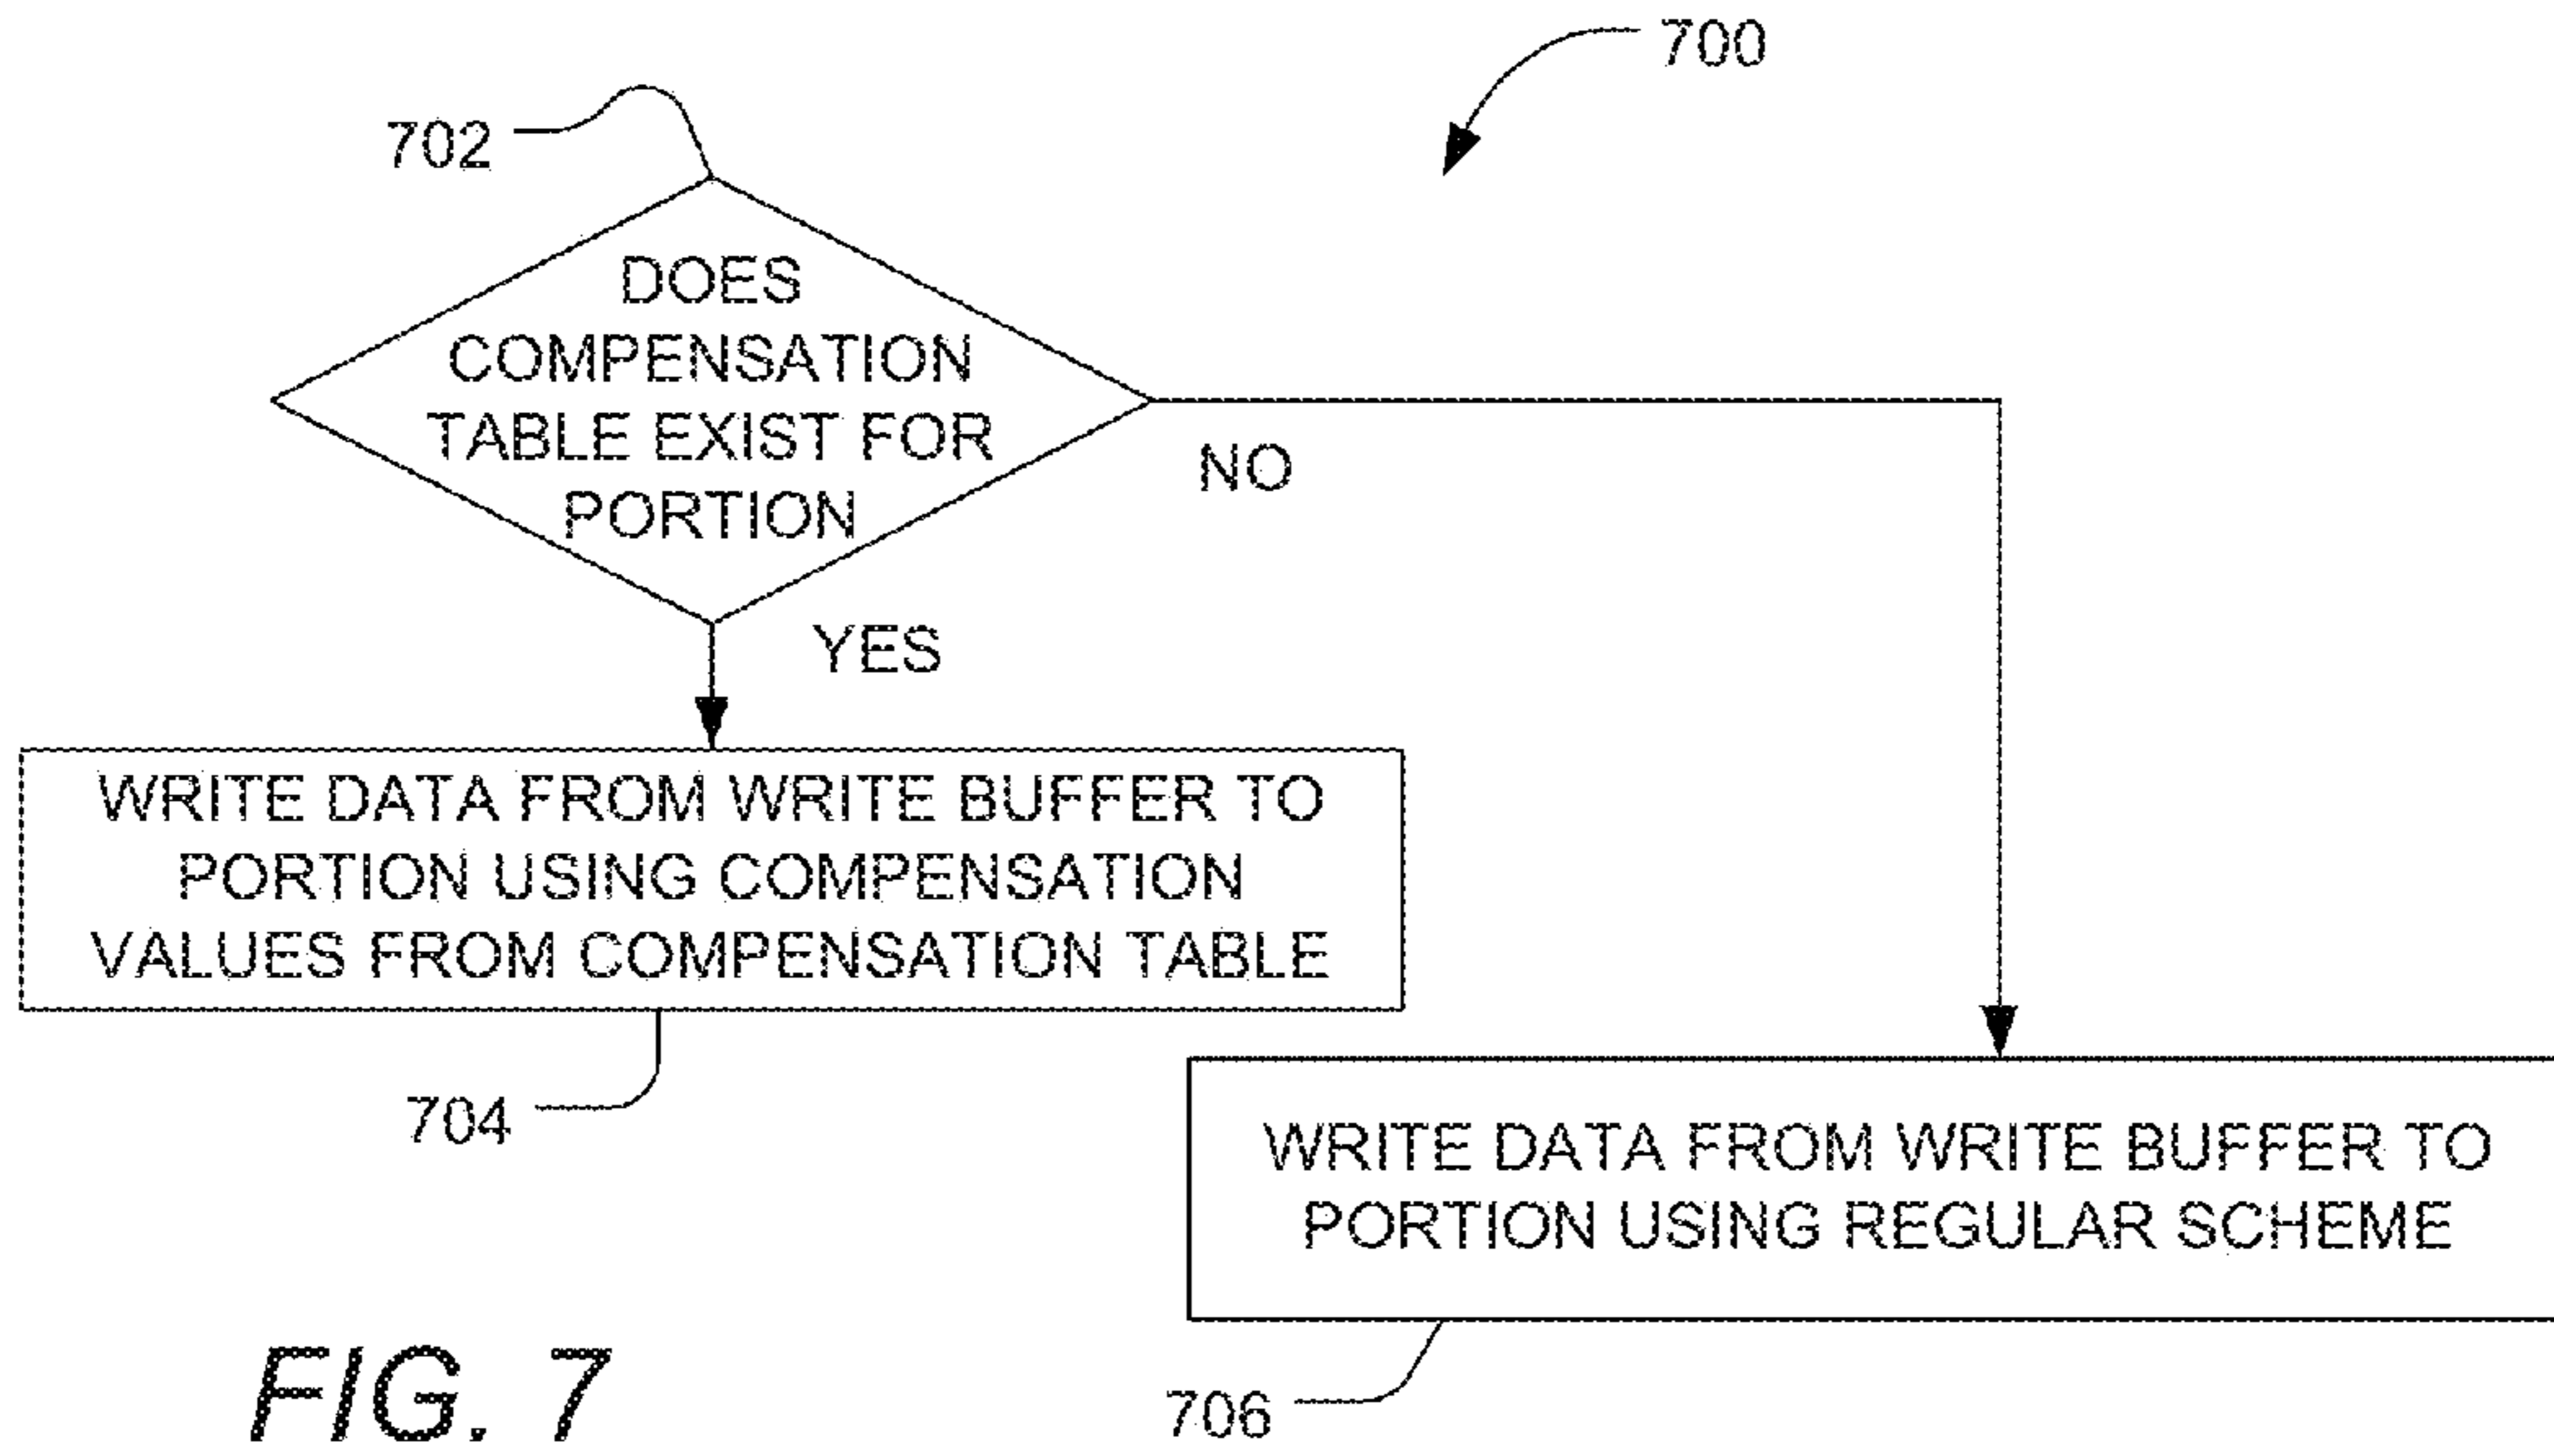 700
702
DOES
COMPENSATION
TABLE EXIST FOR
PORTION
NO
YES
WRITE DATA FROM WRITE BUFFER TO
PORTION USING COMPENSATION
VALUES FROM COMPENSATION TABLE
704
WRITE DATA FROM WRITE BUFFER TO
PORTION USING REGULAR SCHEME
706
FIG. 7